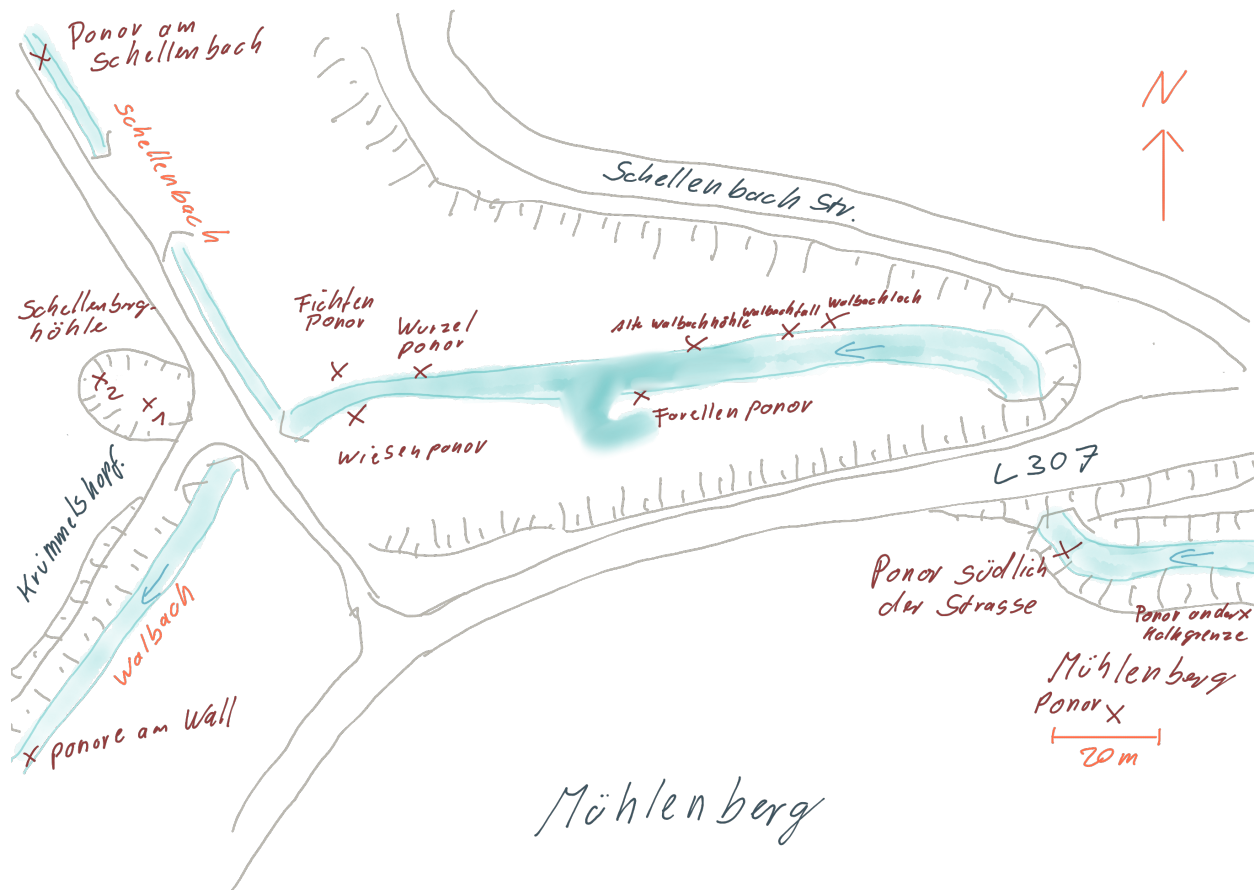 Ponor am
Schellenbach
N
Schellenbach
Schellenbach Str.
Schellenberg-
höhle
Fichten
Ponor
Wurzel
ponor
Alte Walbachhöhle
Walbachfall
Walbachloch
2
1
Wiesenponor
Forellenponor
L307
Krümmelshopf.
Ponor südlich
der Strasse
Walbach
Ponor an der
Kalkgrenze
Mühlenberg
Ponor
ponore am Wall
20m
Mühlenberg